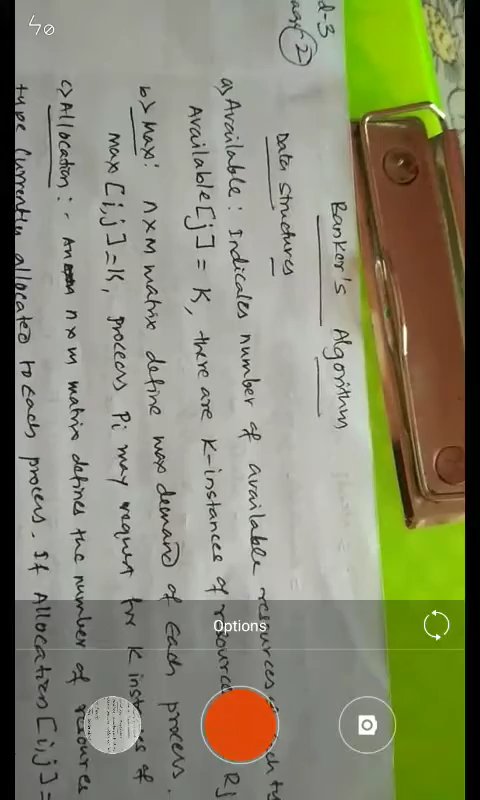 d-3
2
Banker's Algorithm
Data Structures
a) Available : Indicates number of available resources
Available [j] = K, there are K-instances of resource Rj
b) Max : n×m matrix define max demand of Each process.
max [i,j] = K, process Pi may request for K instances of
c) Allocation : - An n×m matrix defines the number of resources
type Currently allocated to Each process. If Allocation [i,j] =
Options